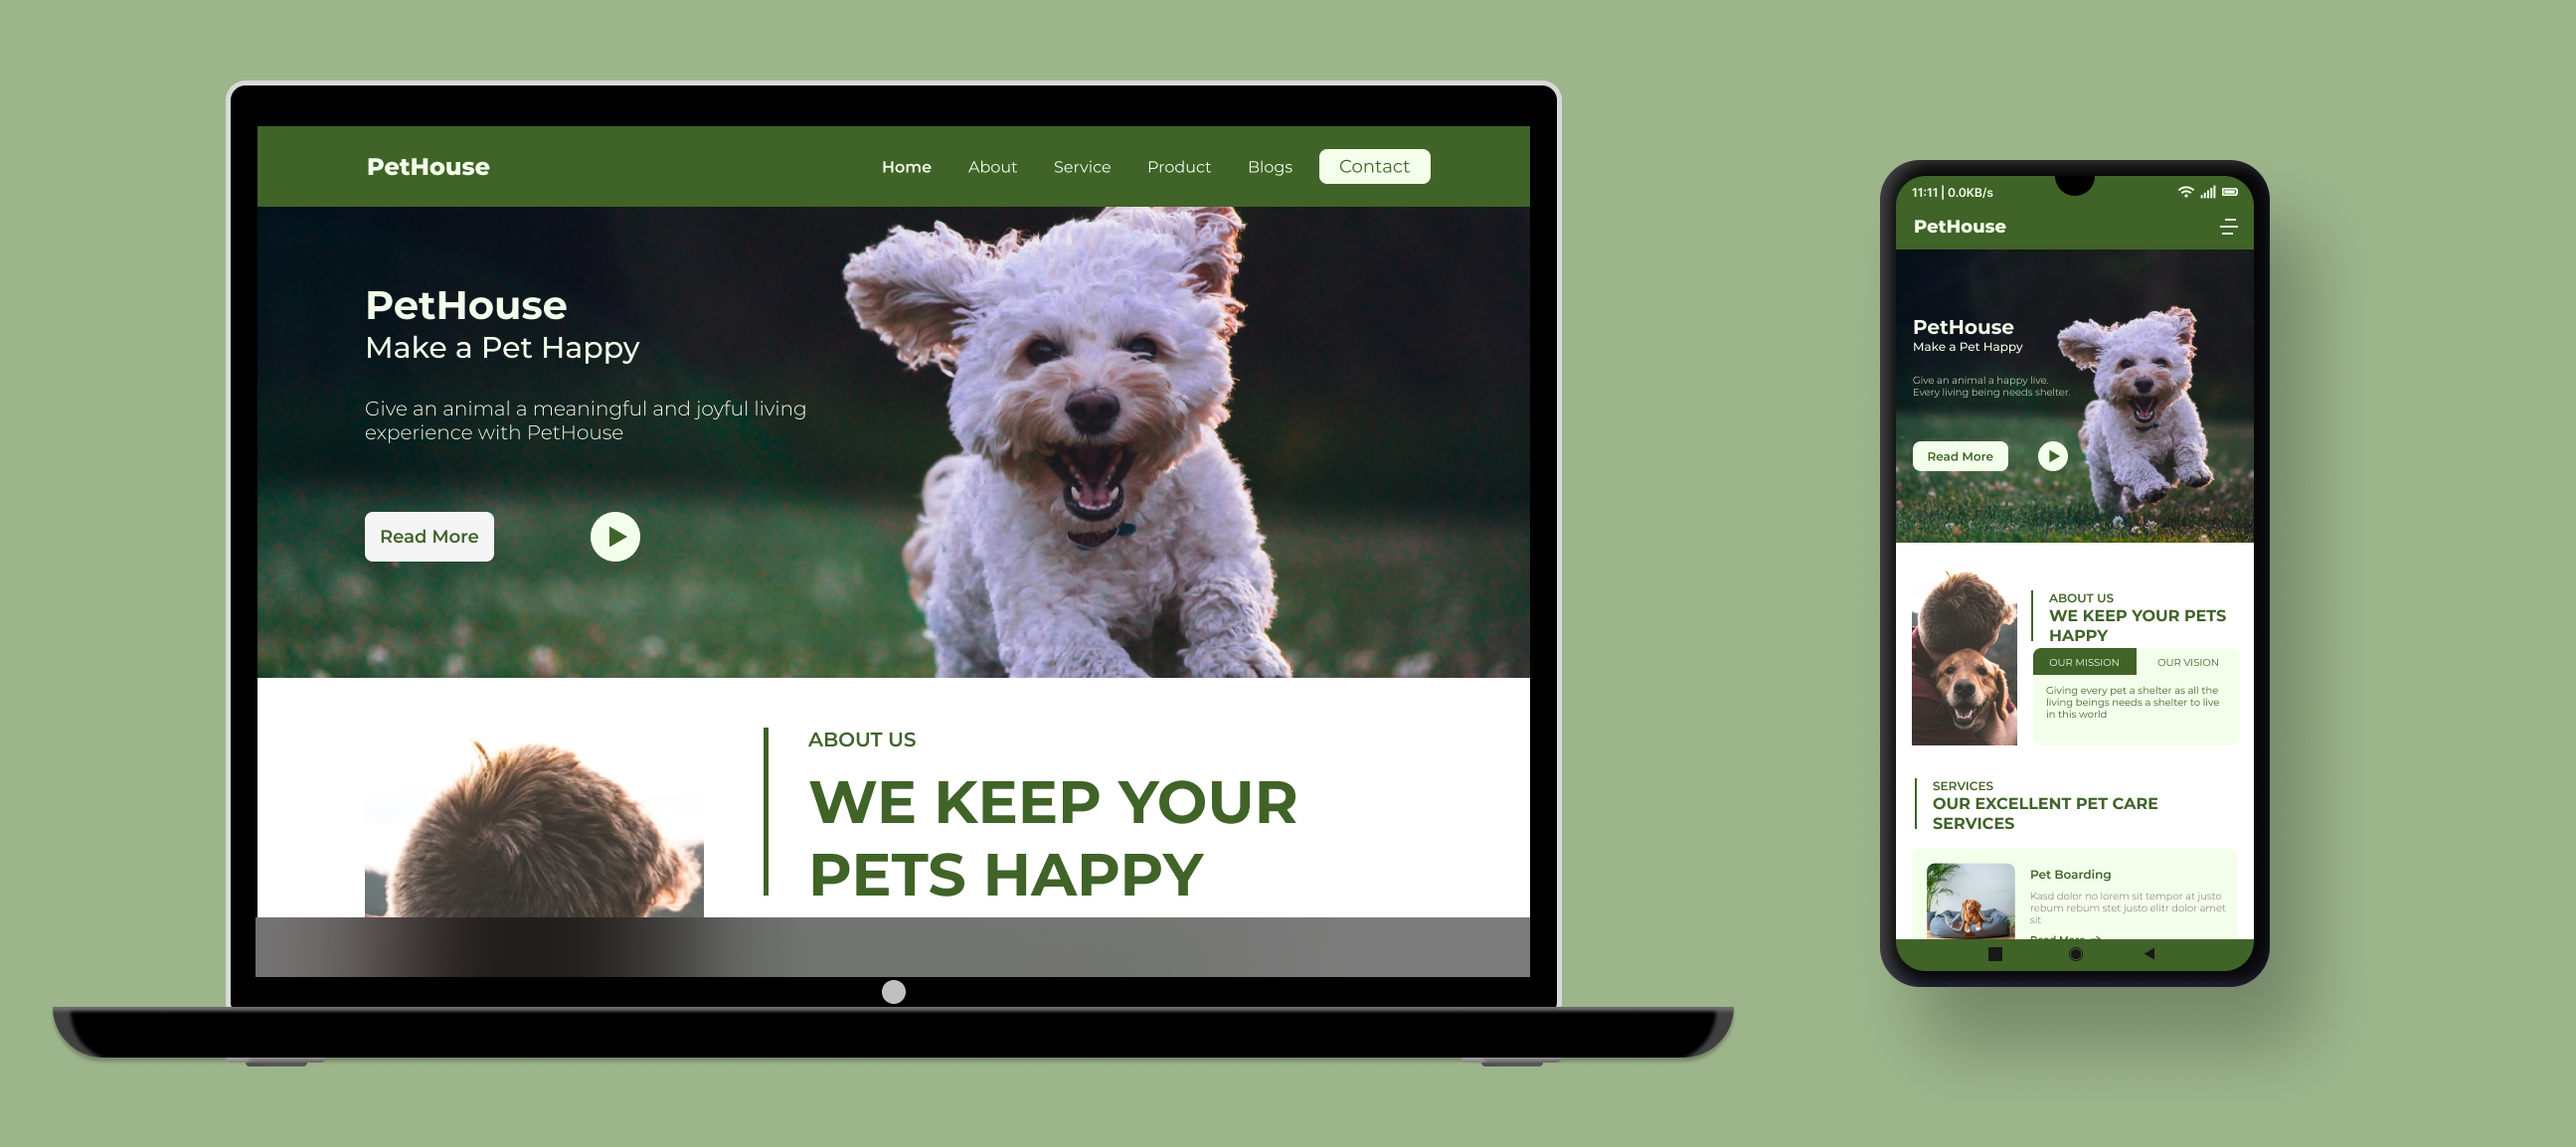 PetHouse
Home About Service Product Blogs Contact
PetHouse
Make a Pet Happy
Give an animal a meaningful and joyful living
experience with PetHouse
Read More
ABOUT US
WE KEEP YOUR
PETS HAPPY
11:11 | 0.0KB/s
PetHouse
PetHouse
Make a Pet Happy
Give an animal a happy live.
Every living being needs shelter.
Read More
ABOUT US
WE KEEP YOUR PETS
HAPPY
OUR MISSION OUR VISION
Giving every pet a shelter as all the
living beings needs a shelter to live
in this world
SERVICES
OUR EXCELLENT PET CARE
SERVICES
Pet Boarding
Kasd dolor no lorem sit tempor at justo
rebum rebum stet justo elitr dolor amet
sit
Read More